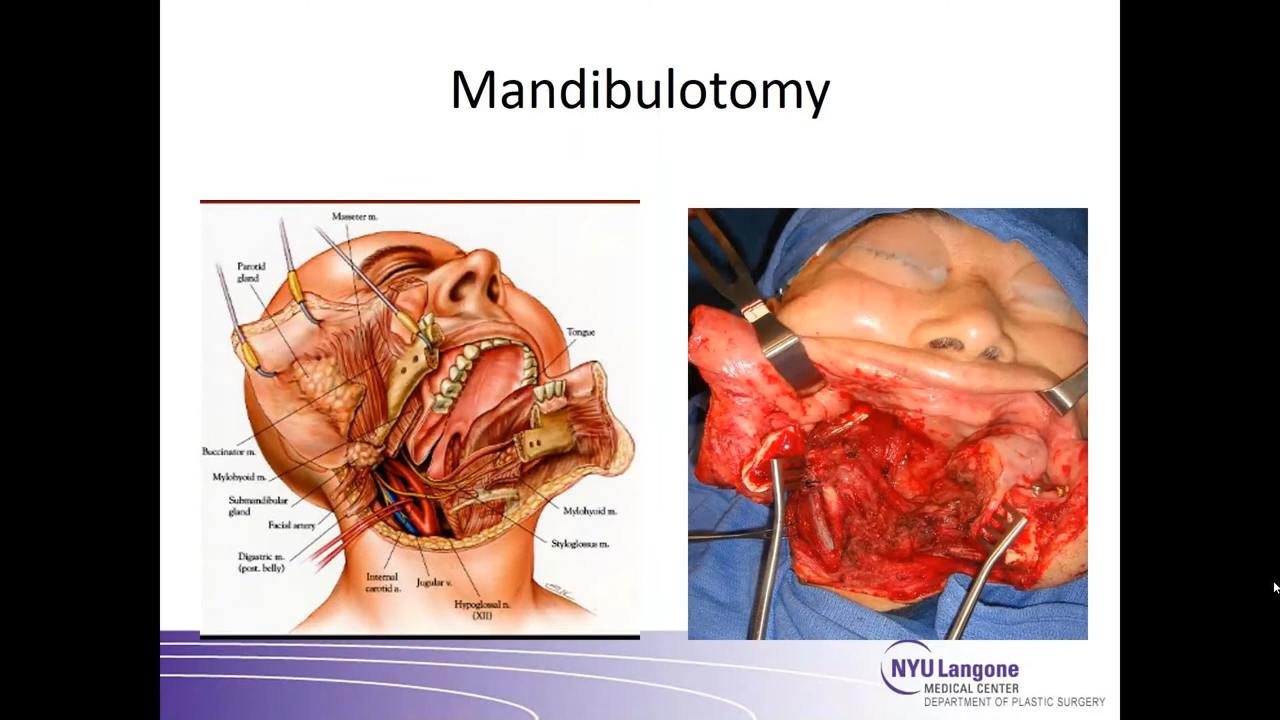 Mandibulotomy
Masseter m.
Parotid
gland
Tongue
Buccinator m.
Mylohyoid m.
Submandibular
gland
Facial artery
Digastric m.
(post. belly)
Internal
carotid a.
Jugular v.
Hypoglossal n.
(XII)
Styloglossus m.
Mylohyoid m.
NYU Langone
MEDICAL CENTER
DEPARTMENT OF PLASTIC SURGERY